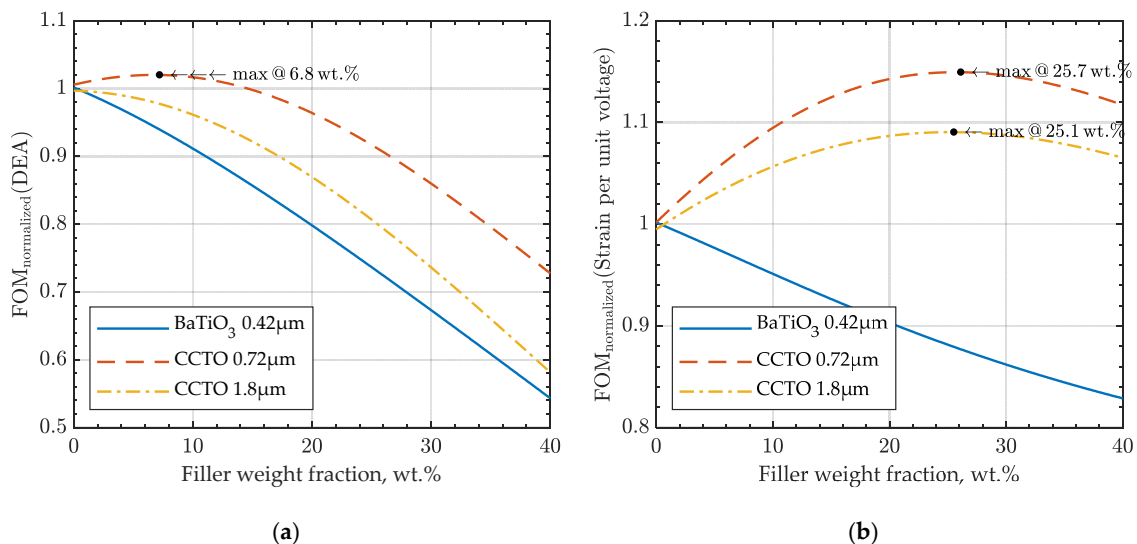 1.1
1
0.9
0.8
0.7
0.6
0.5
FOMnormalized(DEA)
←←← max @ 6.8 wt.%
BaTiO3 0.42µm
CCTO 0.72µm
CCTO 1.8µm
0
10
20
30
40
Filler weight fraction, wt.%
(a)
1.2
1.1
1
0.9
0.8
FOMnormalized(Strain per unit voltage)
← max @ 25.7 wt.%
← max @ 25.1 wt.%
BaTiO3 0.42µm
CCTO 0.72µm
CCTO 1.8µm
0
10
20
30
40
Filler weight fraction, wt.%
(b)